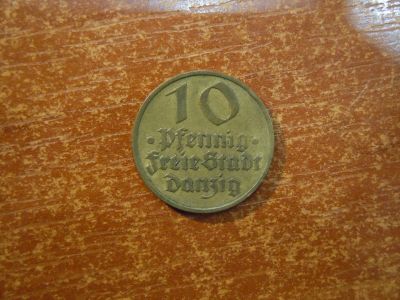 10
· Pfennig ·
Freie Stadt
Danzig